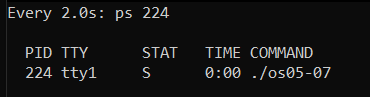 Every 2.0s: ps 224
PID TTY STAT TIME COMMAND
224 tty1 S 0:00 ./os05-07